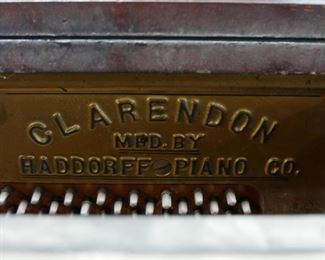 CLARENDON
MFD. BY
HADDORFF PIANO CO.